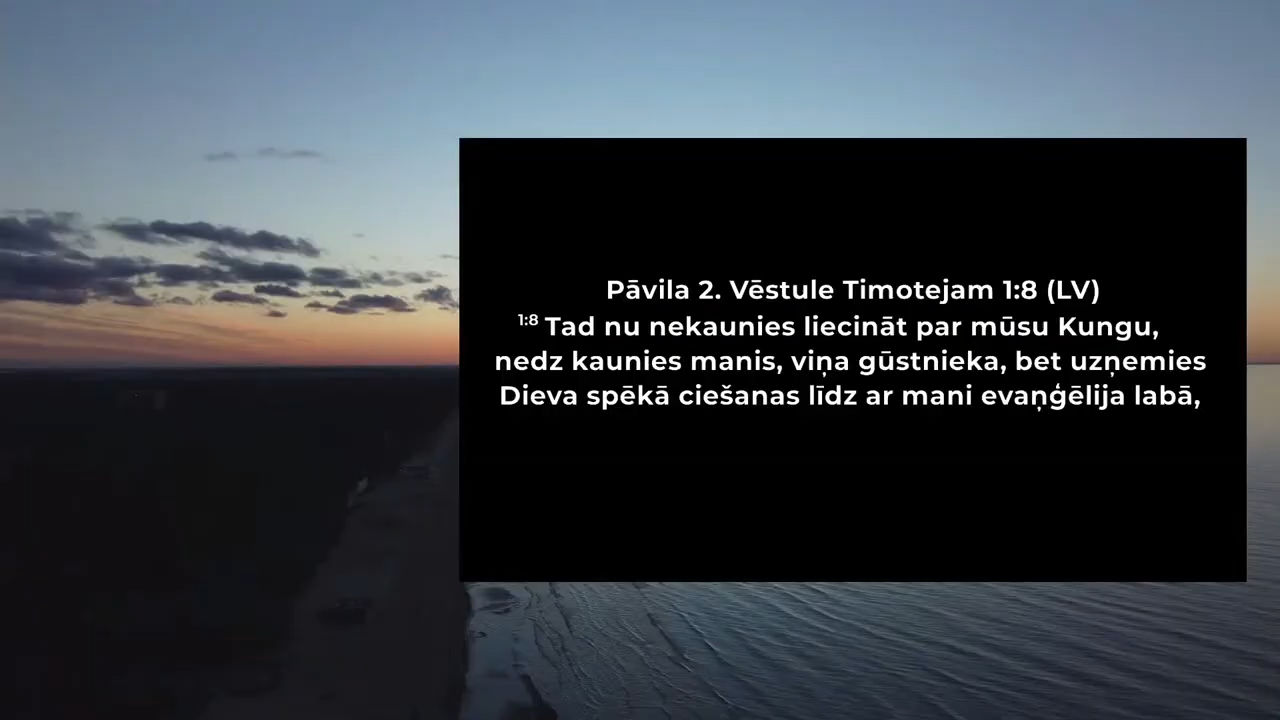 Pāvila 2. Vēstule Timotejam 1:8 (LV)
1:8 Tad nu nekaunies liecināt par mūsu Kungu,
nedz kaunies manis, viņa gūstnieka, bet uzņemies
Dieva spēkā ciešanas līdz ar mani evaņģēlija labā,